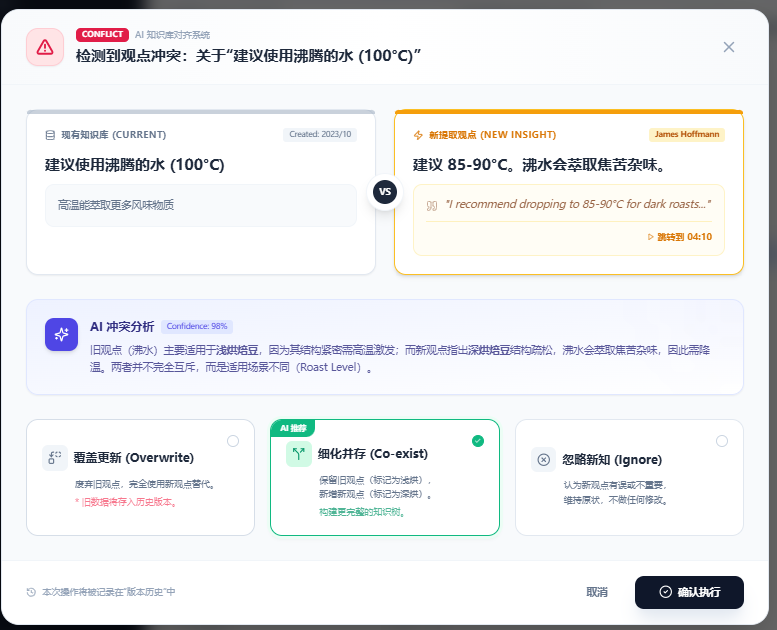 CONFLICT AI 知识库对齐系统
检测到观点冲突：关于“建议使用沸腾的水 (100°C)”
现有知识库 (CURRENT)
Created: 2023/10
建议使用沸腾的水 (100°C)
高温能萃取更多风味物质
VS
新提取观点 (NEW INSIGHT)
James Hoffmann
建议 85-90°C。沸水会萃取焦苦杂味。
"I recommend dropping to 85-90°C for dark roasts..."
跳转到 04:10
AI 冲突分析 Confidence: 98%
旧观点（沸水）主要适用于浅烘焙豆，因为其结构紧密需高温激发；而新观点指出深烘焙豆结构疏松，沸水会萃取焦苦杂味，因此需降
温。两者并不完全互斥，而是适用场景不同（Roast Level）。
覆盖更新 (Overwrite)
废弃旧观点，完全使用新观点替代。
* 旧数据将存入历史版本。
AI 推荐
细化并存 (Co-exist)
保留旧观点（标记为浅烘），
新增新观点（标记为深烘）。
构建更完整的知识树。
忽略新知 (Ignore)
认为新观点有误或不重要，
维持原状，不做任何修改。
本次操作将被记录在“版本历史”中
取消
确认执行